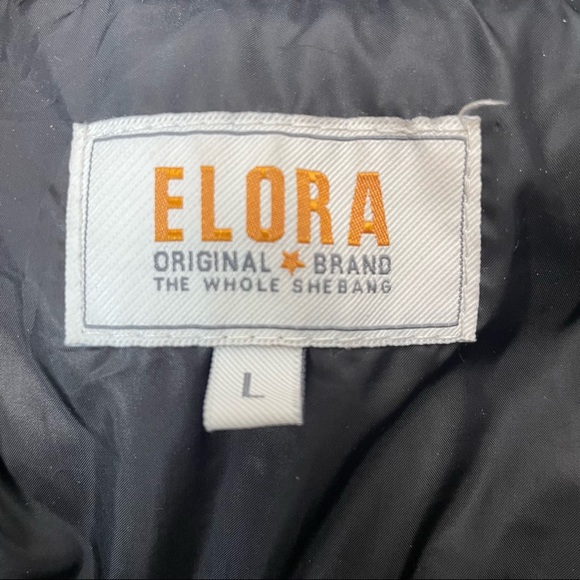 ELORA
ORIGINAL ★ BRAND
THE WHOLE SHEBANG
L